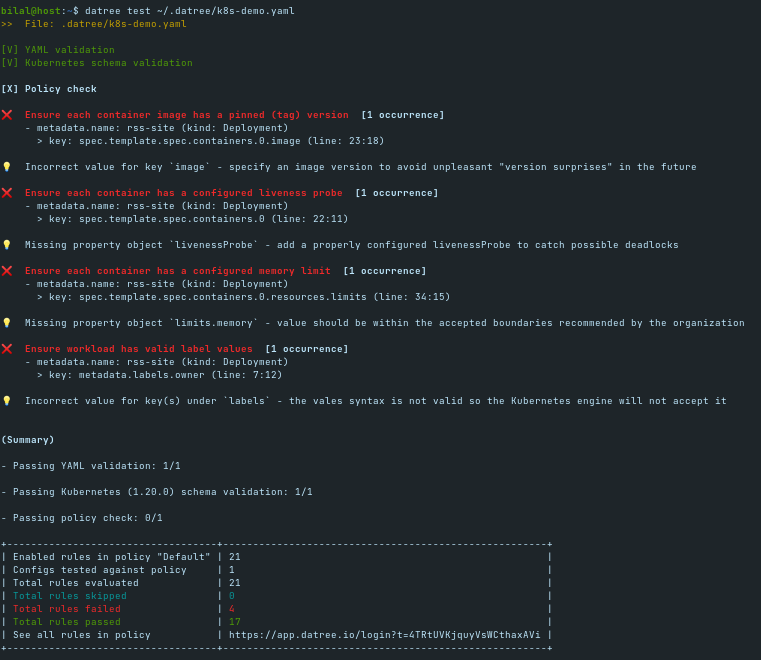 bilal@host:~$ datree test ~/.datree/k8s-demo.yaml
>>  File: .datree/k8s-demo.yaml
[V] YAML validation
[V] Kubernetes schema validation
[X] Policy check
❌  Ensure each container image has a pinned (tag) version  [1 occurrence]
    - metadata.name: rss-site (kind: Deployment)
      > key: spec.template.spec.containers.0.image (line: 23:18)
💡  Incorrect value for key `image` - specify an image version to avoid unpleasant "version surprises" in the future
❌  Ensure each container has a configured liveness probe  [1 occurrence]
    - metadata.name: rss-site (kind: Deployment)
      > key: spec.template.spec.containers.0 (line: 22:11)
💡  Missing property object `livenessProbe` - add a properly configured livenessProbe to catch possible deadlocks
❌  Ensure each container has a configured memory limit  [1 occurrence]
    - metadata.name: rss-site (kind: Deployment)
      > key: spec.template.spec.containers.0.resources.limits (line: 34:15)
💡  Missing property object `limits.memory` - value should be within the accepted boundaries recommended by the organization
❌  Ensure workload has valid label values  [1 occurrence]
    - metadata.name: rss-site (kind: Deployment)
      > key: metadata.labels.owner (line: 7:12)
💡  Incorrect value for key(s) under `labels` - the vales syntax is not valid so the Kubernetes engine will not accept it
(Summary)
- Passing YAML validation: 1/1
- Passing Kubernetes (1.20.0) schema validation: 1/1
- Passing policy check: 0/1
+-----------------------------------+------------------------------------------------------+
| Enabled rules in policy "Default" | 21                                                   |
| Configs tested against policy     | 1                                                    |
| Total rules evaluated             | 21                                                   |
| Total rules skipped               | 0                                                    |
| Total rules failed                | 4                                                    |
| Total rules passed                | 17                                                   |
| See all rules in policy           | https://app.datree.io/login?t=4TRtUVKjquyVsWCthaxAVi |
+-----------------------------------+------------------------------------------------------+